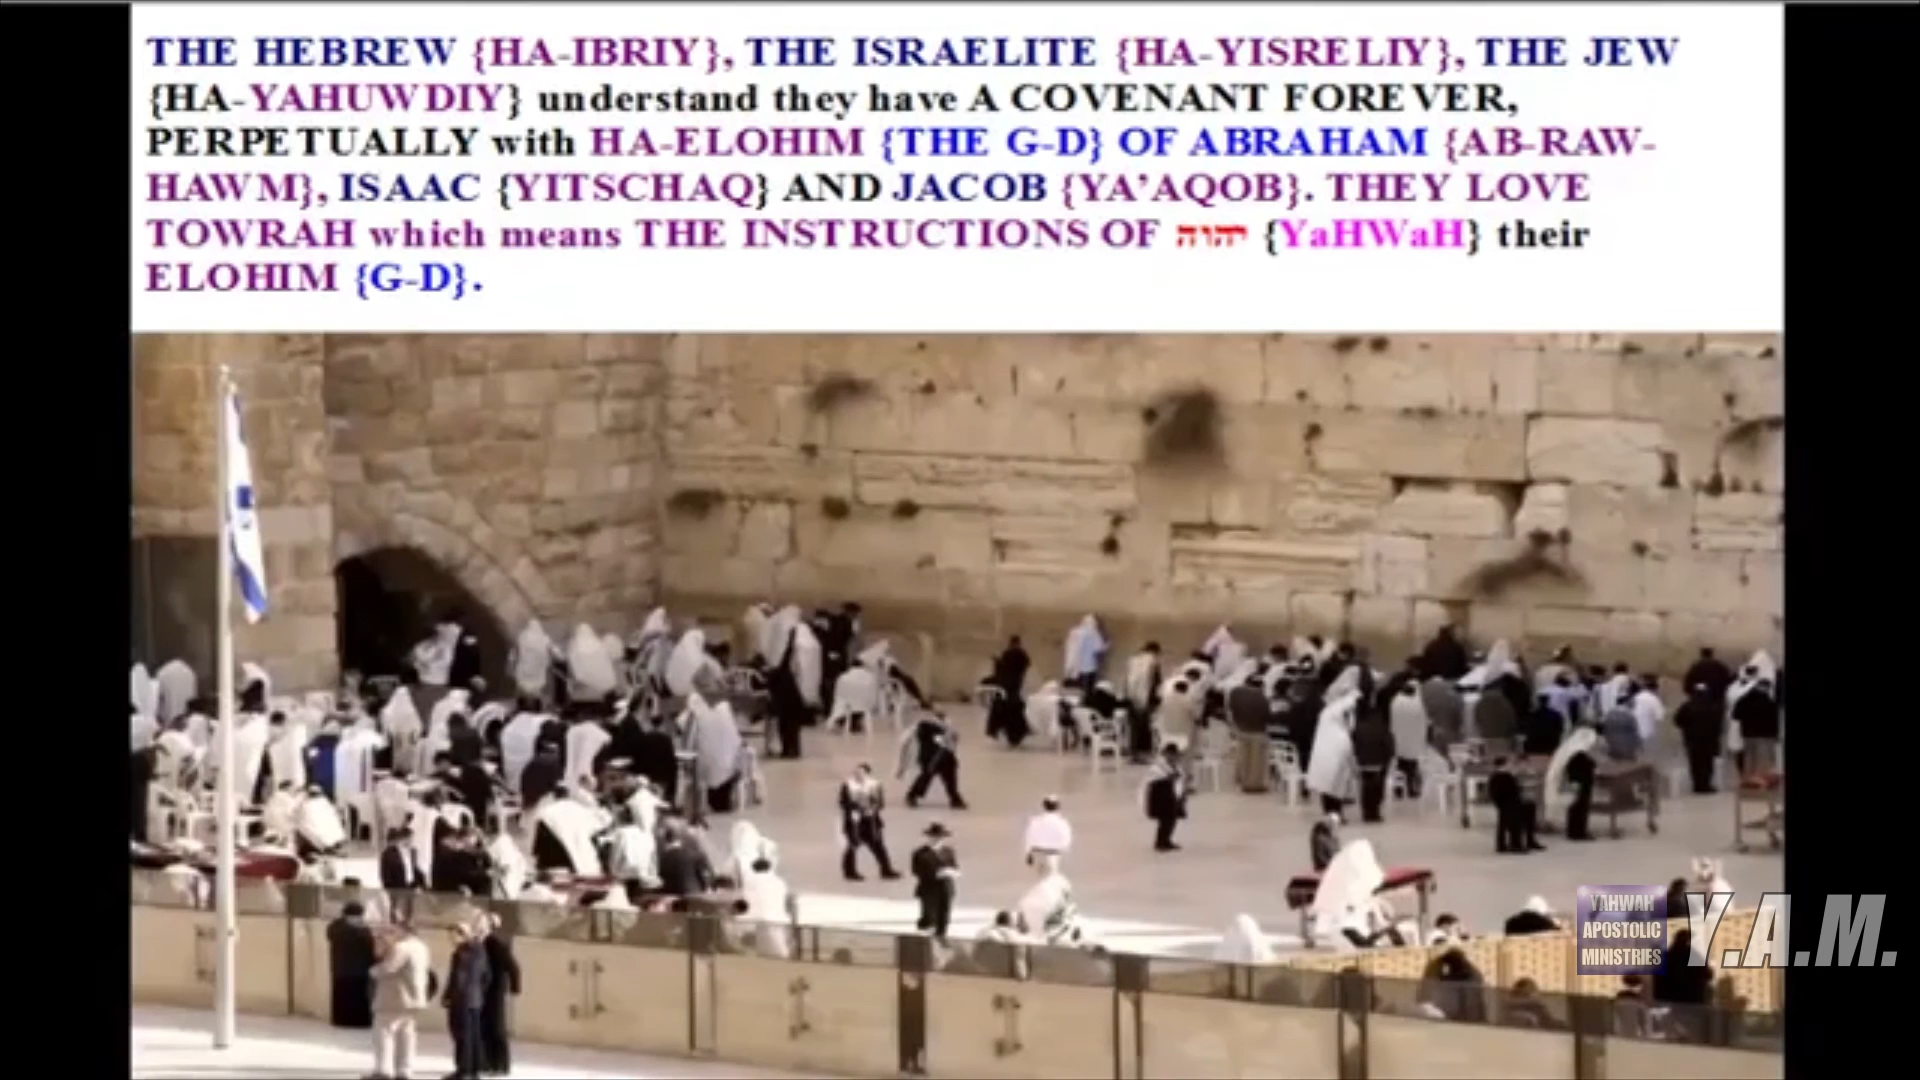 THE HEBREW {HA-IBRIY}, THE ISRAELITE {HA-YISRELIY}, THE JEW
{HA-YAHUWDIY} understand they have A COVENANT FOREVER,
PERPETUALLY with HA-ELOHIM {THE G-D} OF ABRAHAM {AB-RAW-
HAWM}, ISAAC {YITSCHAQ} AND JACOB {YA’AQOB}. THEY LOVE
TOWRAH which means THE INSTRUCTIONS OF יהוה {YaHWaH} their
ELOHIM {G-D}.
YAHWAH
APOSTOLIC
MINISTRIES
Y.A.M.